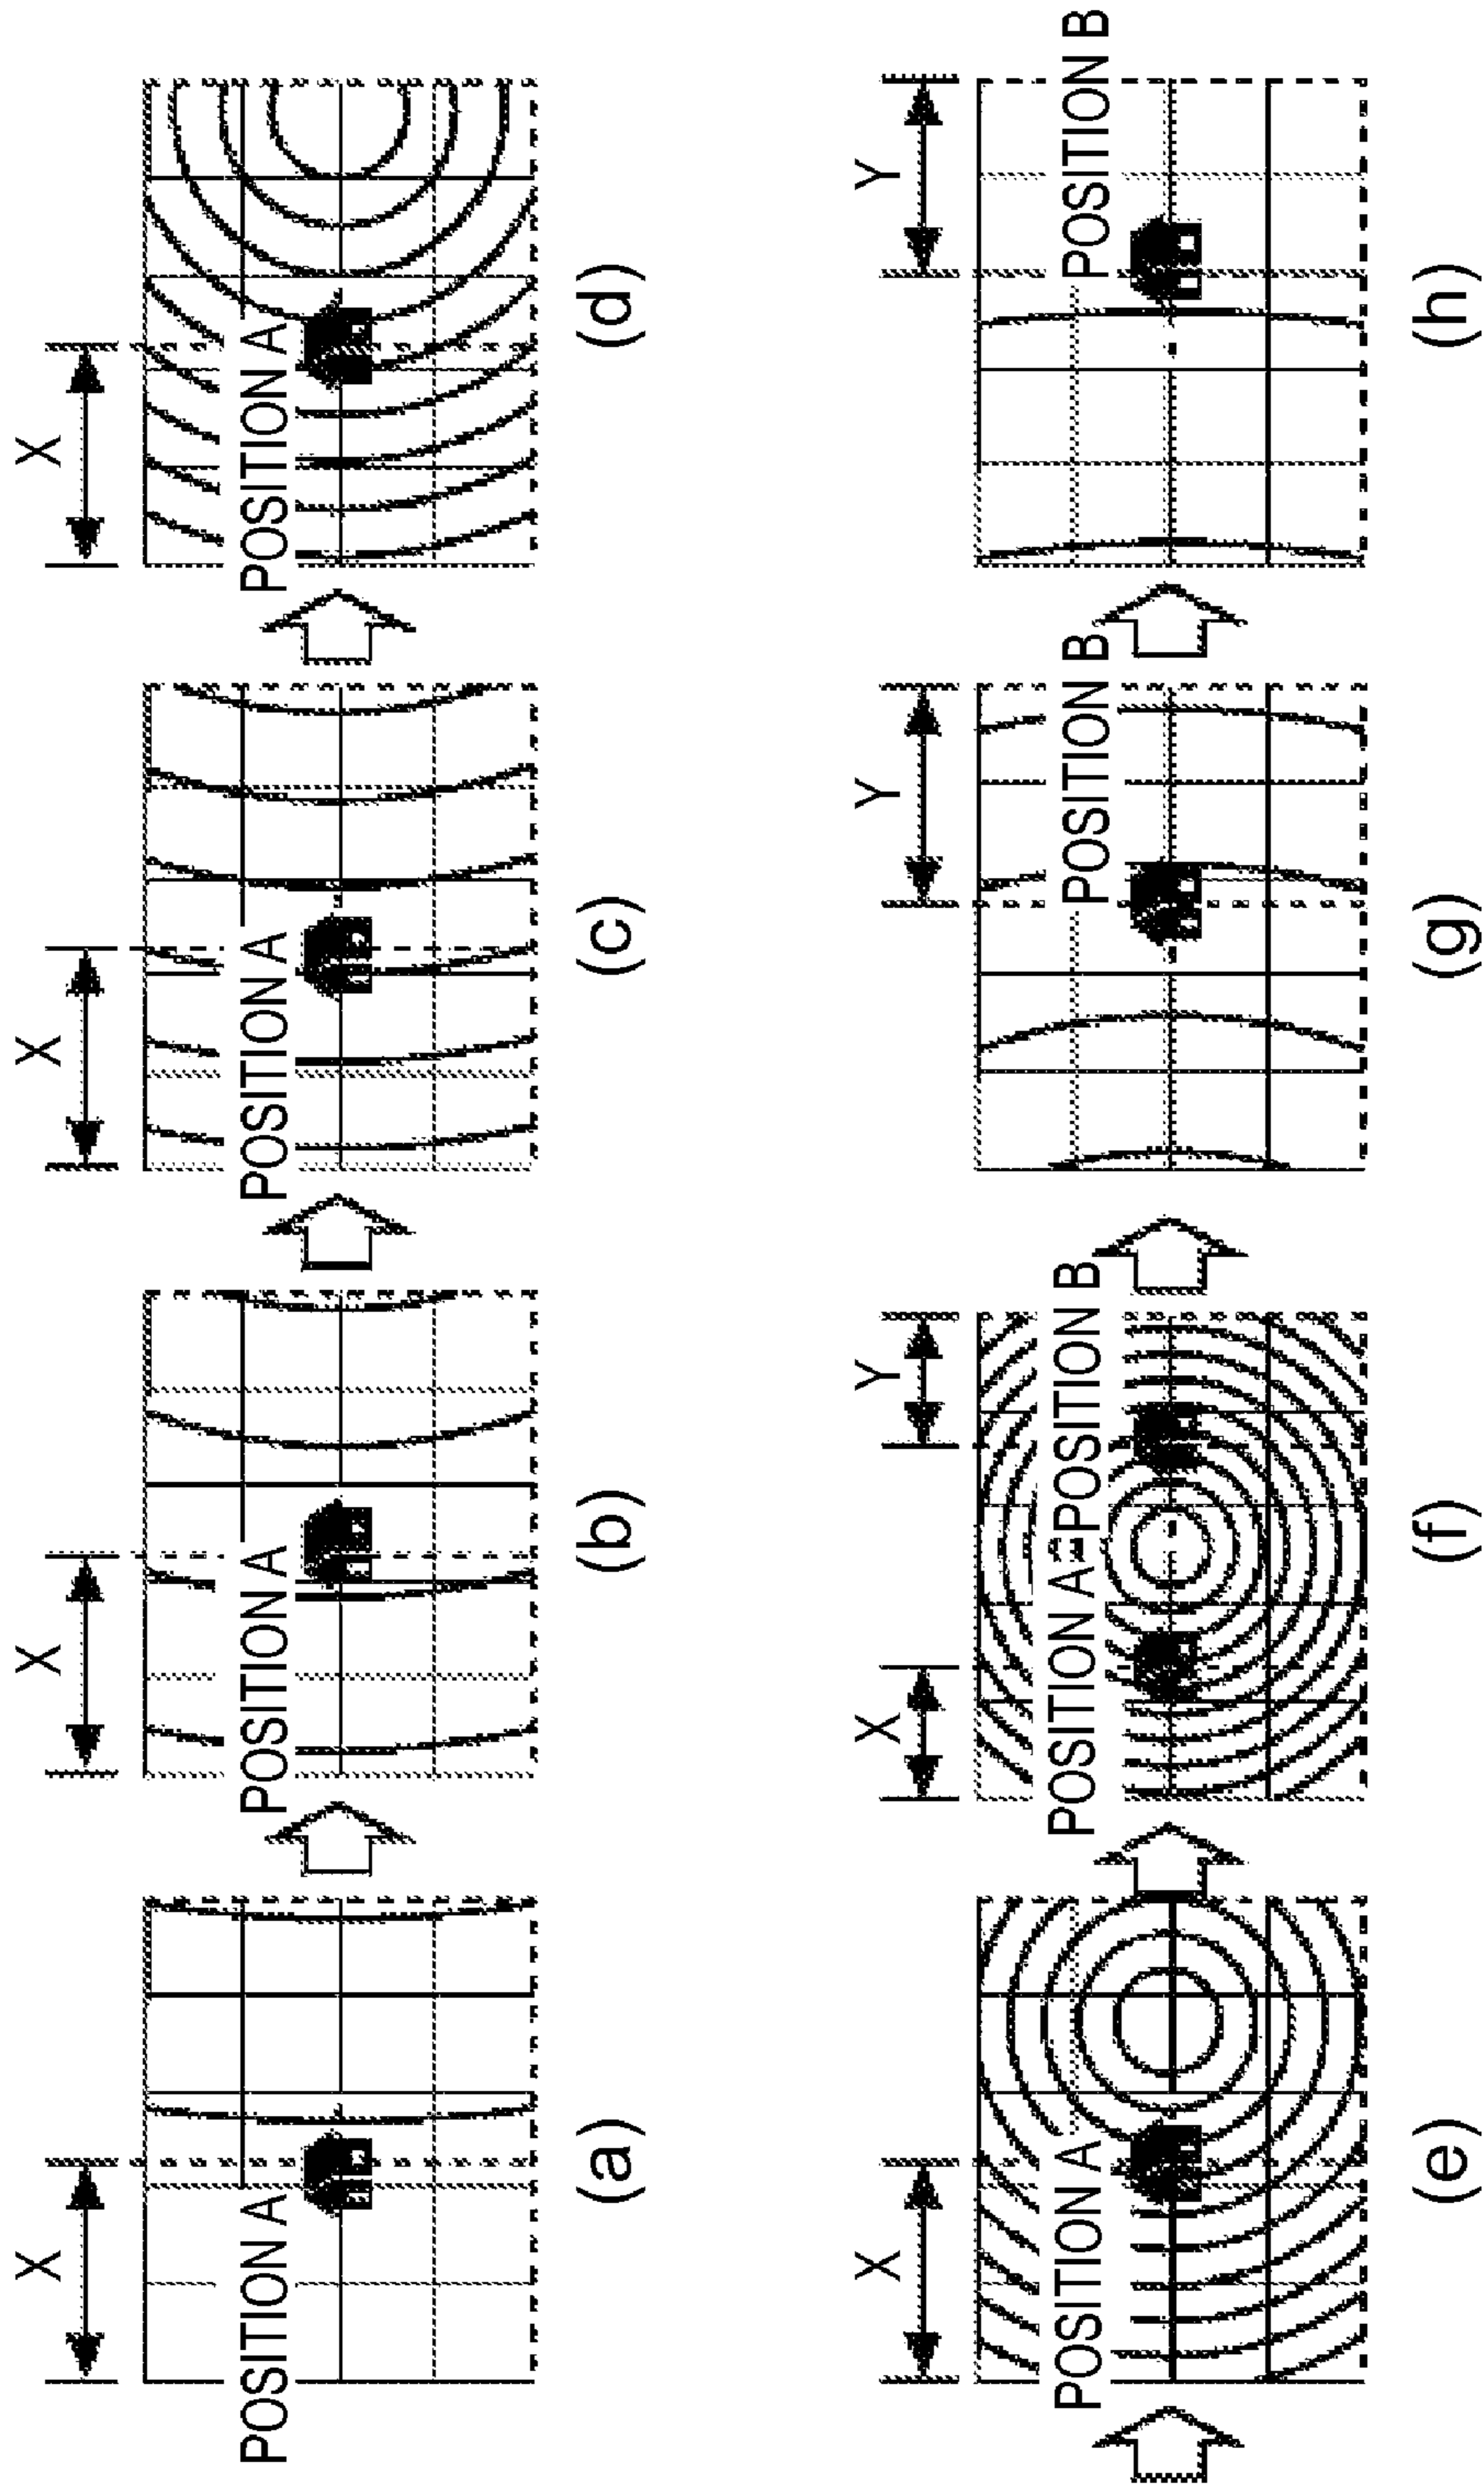 X
POSITION A
(a)
X
POSITION A
(b)
X
POSITION A
(c)
X
POSITION A
(d)
X
POSITION A
(e)
X
Y
POSITION A
POSITION B
(f)
Y
POSITION B
(g)
Y
POSITION B
(h)